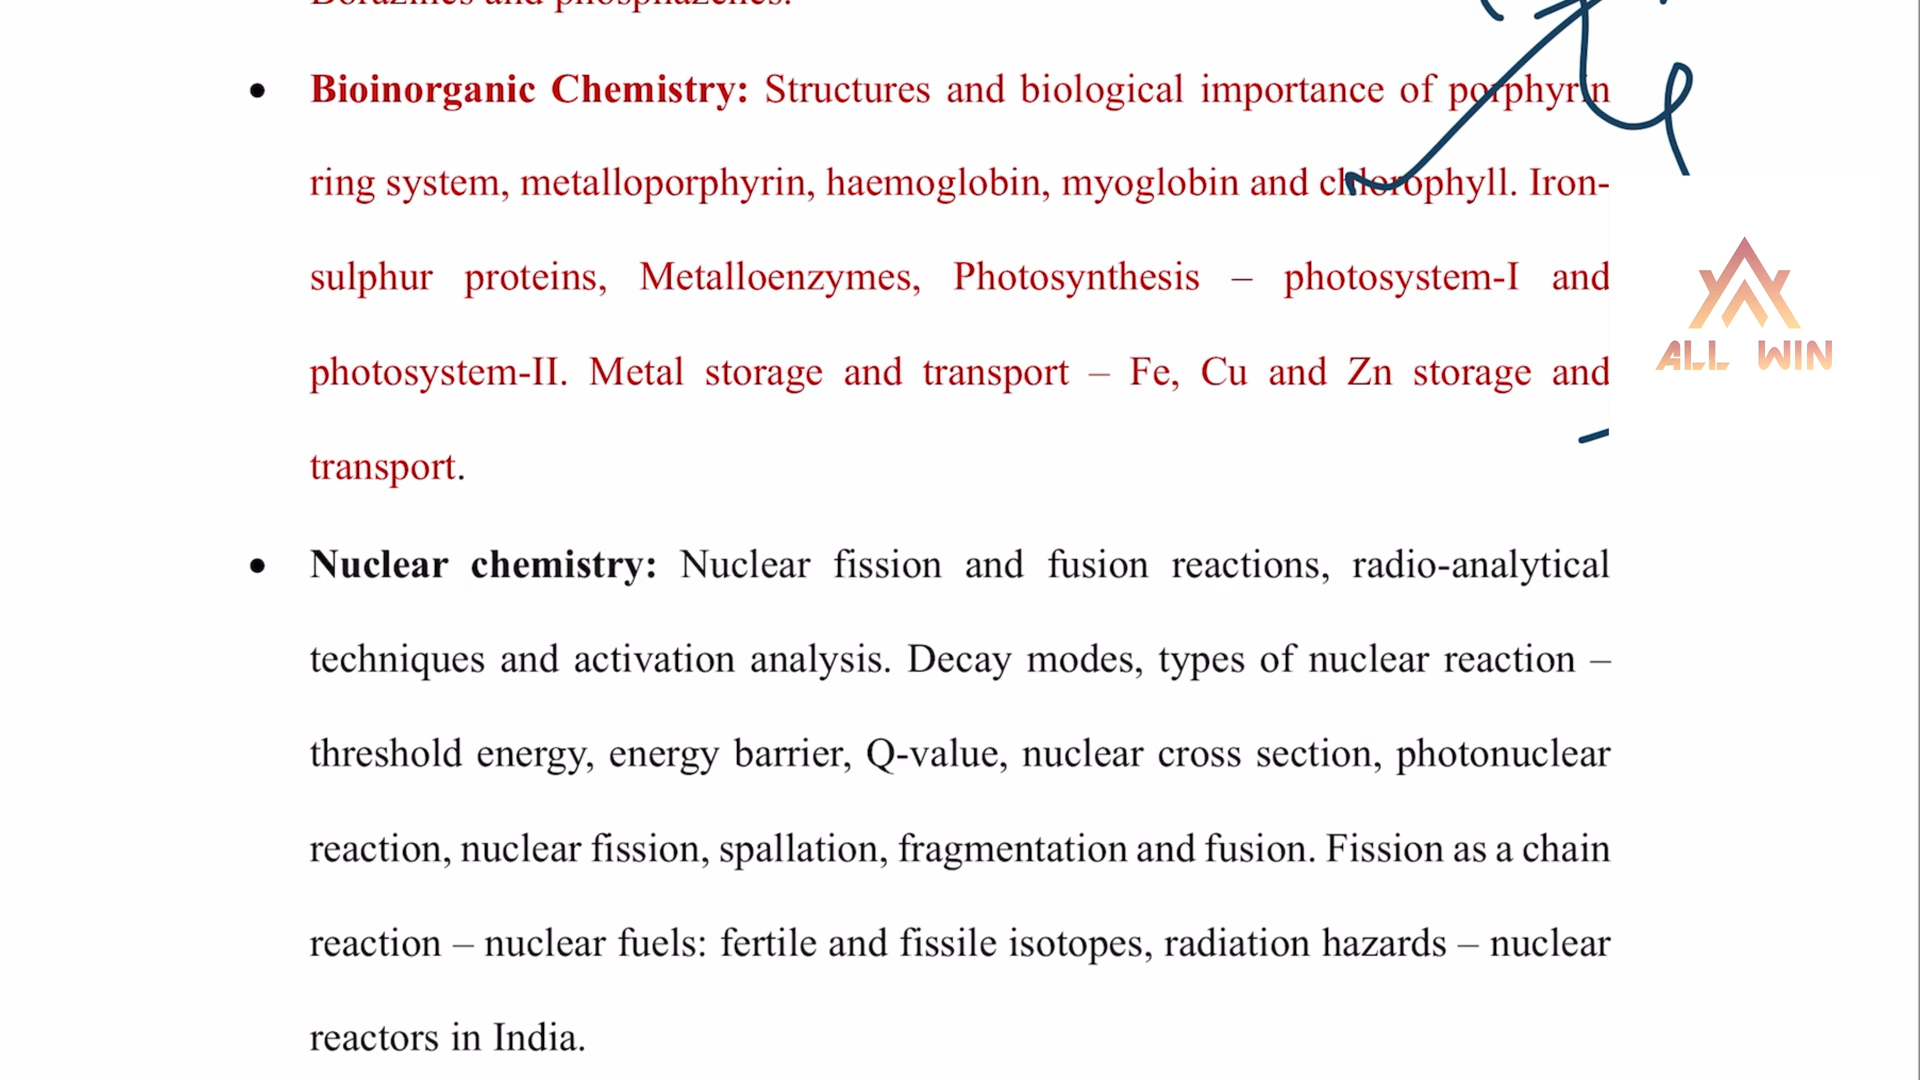 Borazines and phosphazenes.
• Bioinorganic Chemistry: Structures and biological importance of porphyrin
ring system, metalloporphyrin, haemoglobin, myoglobin and chlorophyll. Iron-
sulphur proteins, Metalloenzymes, Photosynthesis – photosystem-I and
photosystem-II. Metal storage and transport – Fe, Cu and Zn storage and
transport.
• Nuclear chemistry: Nuclear fission and fusion reactions, radio-analytical
techniques and activation analysis. Decay modes, types of nuclear reaction –
threshold energy, energy barrier, Q-value, nuclear cross section, photonuclear
reaction, nuclear fission, spallation, fragmentation and fusion. Fission as a chain
reaction – nuclear fuels: fertile and fissile isotopes, radiation hazards – nuclear
reactors in India.
ALL WIN